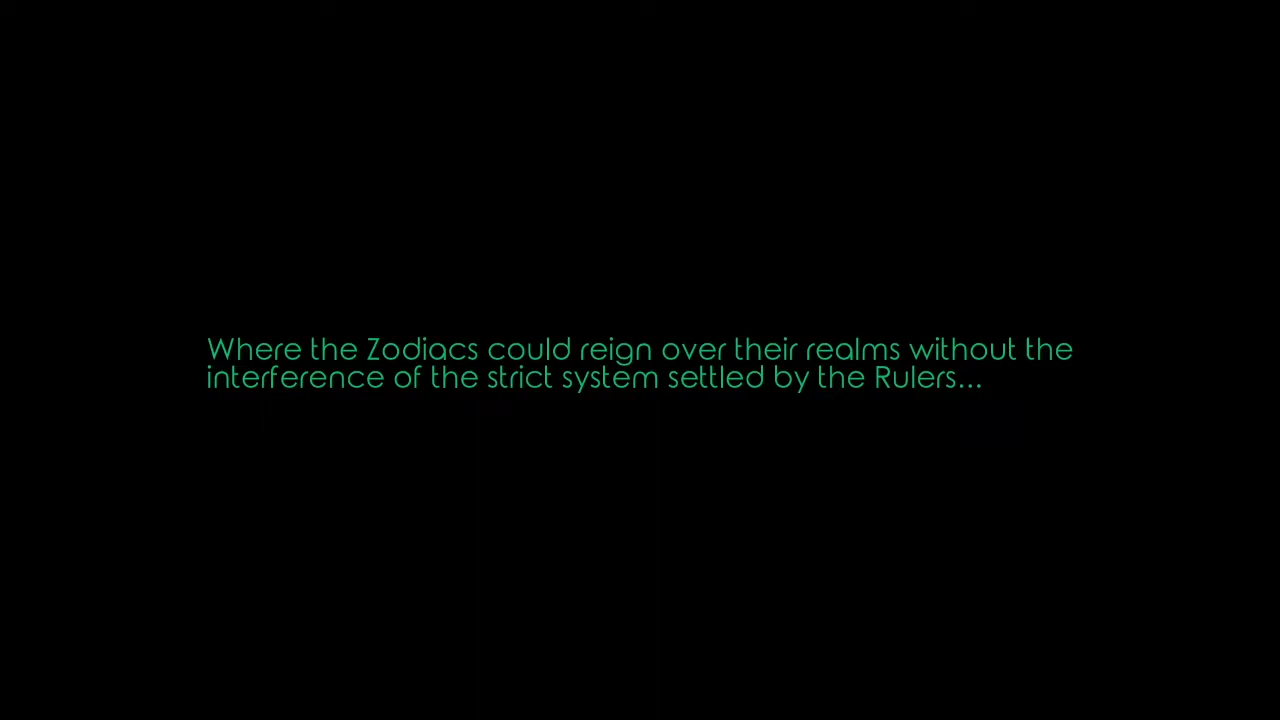 Where the Zodiacs could reign over their realms without the
interference of the strict system settled by the Rulers...